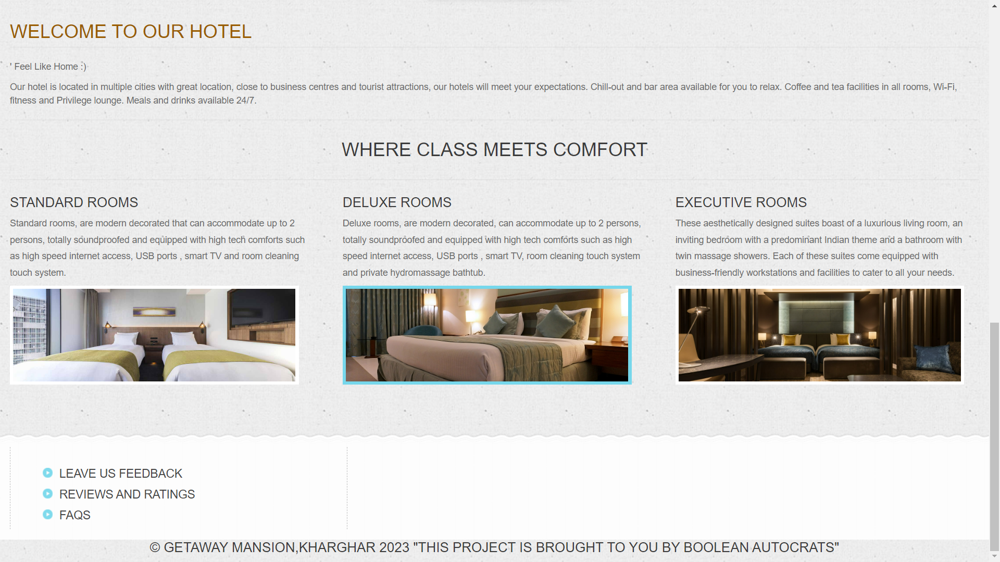 WELCOME TO OUR HOTEL
' Feel Like Home :)
Our hotel is located in multiple cities with great location, close to business centres and tourist attractions, our hotels will meet your expectations. Chill-out and bar area available for you to relax. Coffee and tea facilities in all rooms, Wi-Fi,
fitness and Privilege lounge. Meals and drinks available 24/7.
WHERE CLASS MEETS COMFORT
STANDARD ROOMS
Standard rooms, are modern decorated that can accommodate up to 2
persons, totally soundproofed and equipped with high tech comforts such
as high speed internet access, USB ports , smart TV and room cleaning
touch system.
DELUXE ROOMS
Deluxe rooms, are modern decorated, can accommodate up to 2 persons,
totally soundproofed and equipped with high tech comforts such as high
speed internet access, USB ports , smart TV, room cleaning touch system
and private hydromassage bathtub.
EXECUTIVE ROOMS
These aesthetically designed suites boast of a luxurious living room, an
inviting bedroom with a predominant Indian theme and a bathroom with
twin massage showers. Each of these suites come equipped with
business-friendly workstations and facilities to cater to all your needs.
LEAVE US FEEDBACK
REVIEWS AND RATINGS
FAQS
© GETAWAY MANSION,KHARGHAR 2023 "THIS PROJECT IS BROUGHT TO YOU BY BOOLEAN AUTOCRATS"